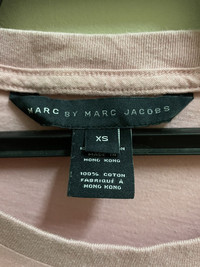 MARC BY MARC JACOBS
XS
HONG KONG
100% COTON
FABRIQUÉ À
HONG KONG